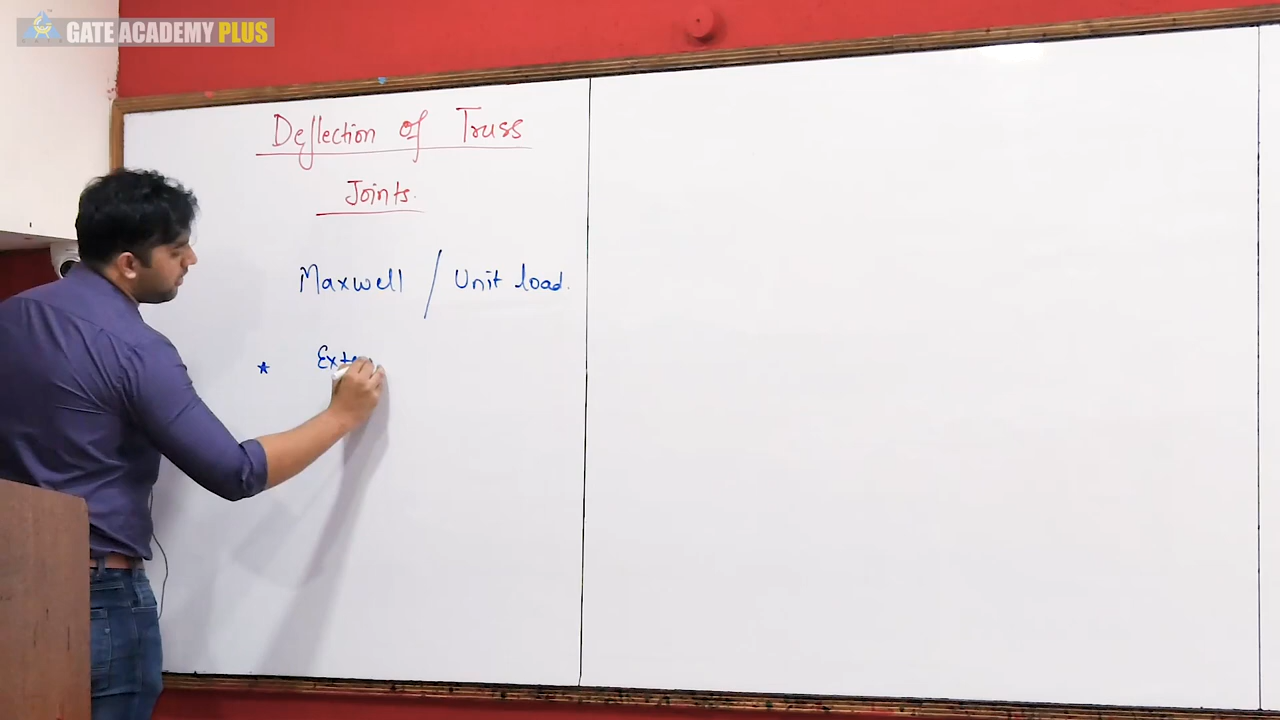 GATE ACADEMY PLUS
Deflection of Truss
Joints.
Maxwell / Unit load.
*